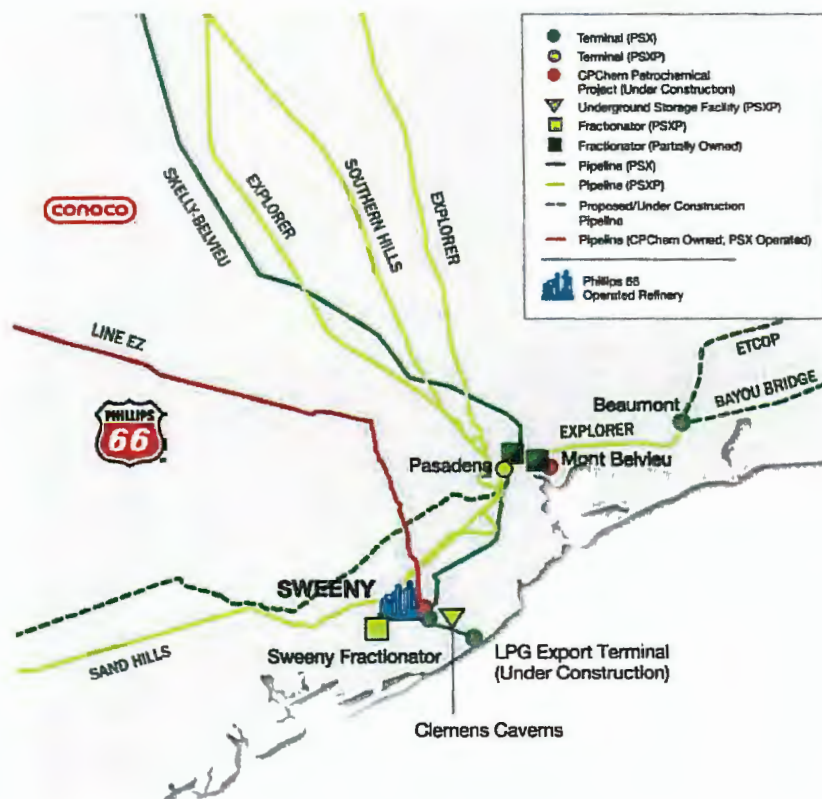 Terminal (PSX)
Terminal (PSXP)
CPChem Petrochemical
Project (Under Construction)
Underground Storage Facility (PSXP)
Fractionator (PSXP)
Fractionator (Partially Owned)
Pipeline (PSX)
Pipeline (PSXP)
Proposed/Under Construction
Pipeline
Pipeline (CPChem Owned; PSX Operated)
Phillips 66
Operated Refinery
conoco
SKELLY-BELVIEU
EXPLORER
SOUTHERN HILLS
EXPLORER
LINE EZ
PHILLIPS
66
ETCOP
BAYOU BRIDGE
Beaumont
EXPLORER
Pasadena
Mont Belvieu
SWEENY
SAND HILLS
Sweeny Fractionator
LPG Export Terminal
(Under Construction)
Clemens Caverns